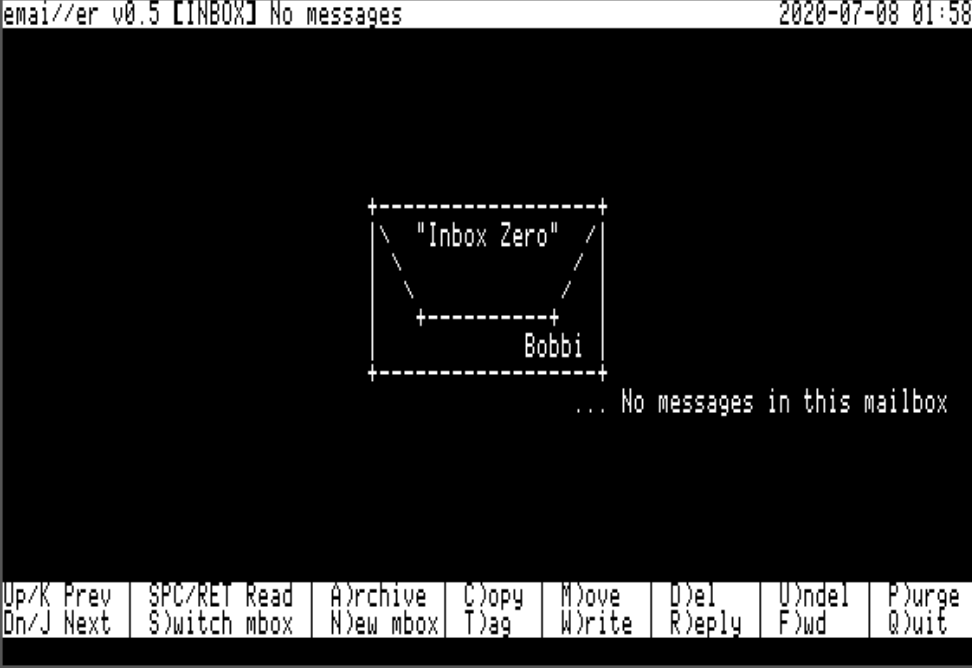 emai//er v0.5 [INBOX] No messages 2020-07-08 01:58
"Inbox Zero"
Bobbi
... No messages in this mailbox
Up/K Prev | SPC/RET Read | A)rchive | C)opy | M)ove | D)el | U)ndel | P)urge
Dn/J Next | S)witch mbox | N)ew mbox | T)ag | W)rite | R)eply | F)wd | Q)uit